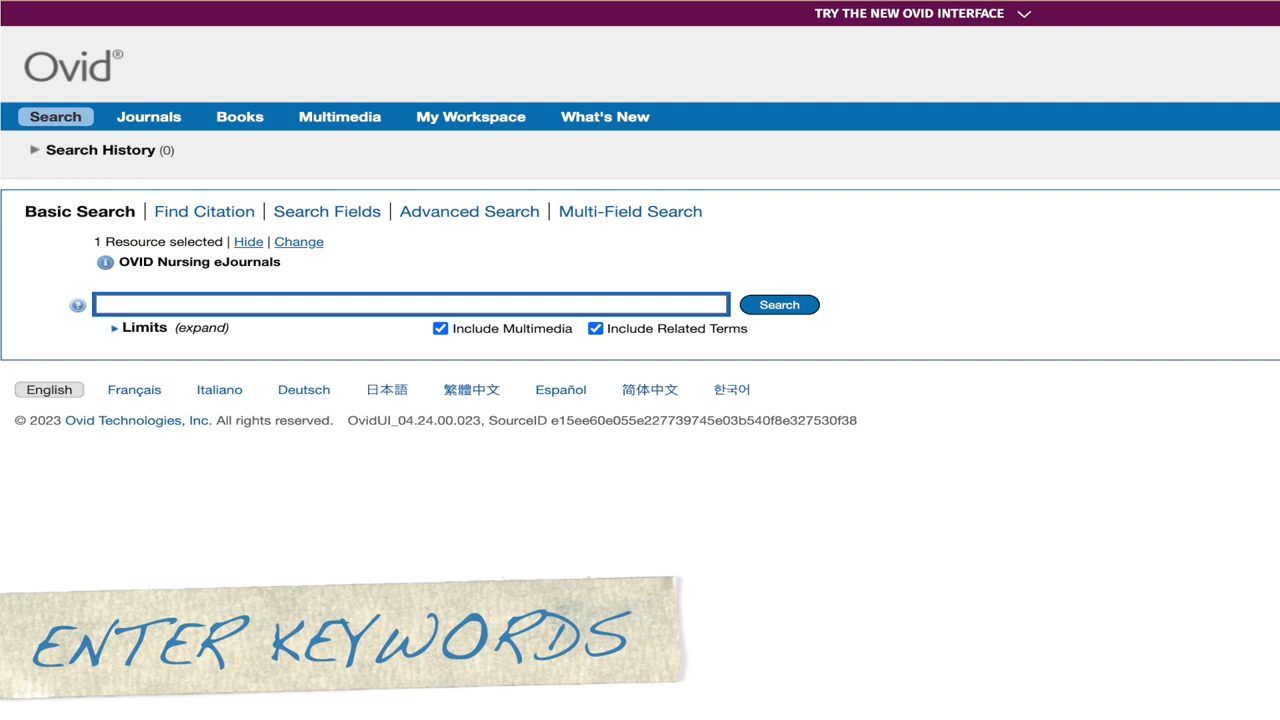 TRY THE NEW OVID INTERFACE
Ovid®
Search Journals Books Multimedia My Workspace What's New
Search History (0)
Basic Search | Find Citation | Search Fields | Advanced Search | Multi-Field Search
1 Resource selected | Hide | Change
OVID Nursing eJournals
Search
Limits (expand) Include Multimedia Include Related Terms
English Français Italiano Deutsch 日本語 繁體中文 Español 简体中文 한국어
© 2023 Ovid Technologies, Inc. All rights reserved. OvidUI_04.24.00.023, SourceID e15ee60e055e227739745e03b540f8e327530f38
ENTER KEYWORDS